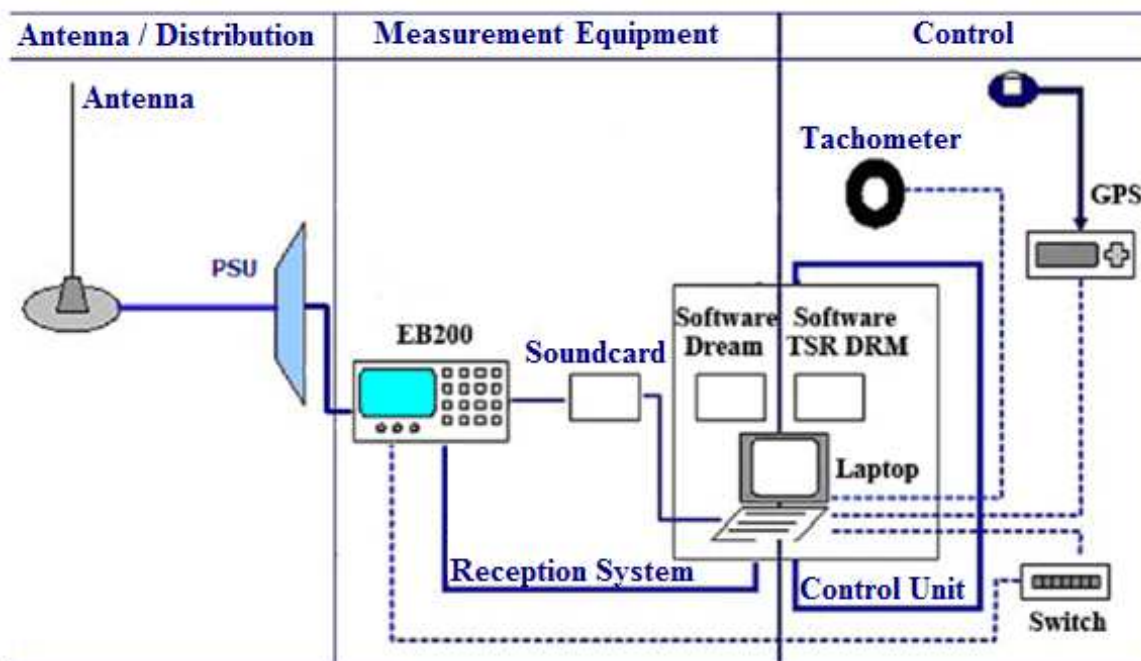 Antenna / Distribution
Measurement Equipment
Control
Antenna
Tachometer
GPS
PSU
EB200
Soundcard
Software
Dream
Software
TSR DRM
Laptop
Reception System
Control Unit
Switch